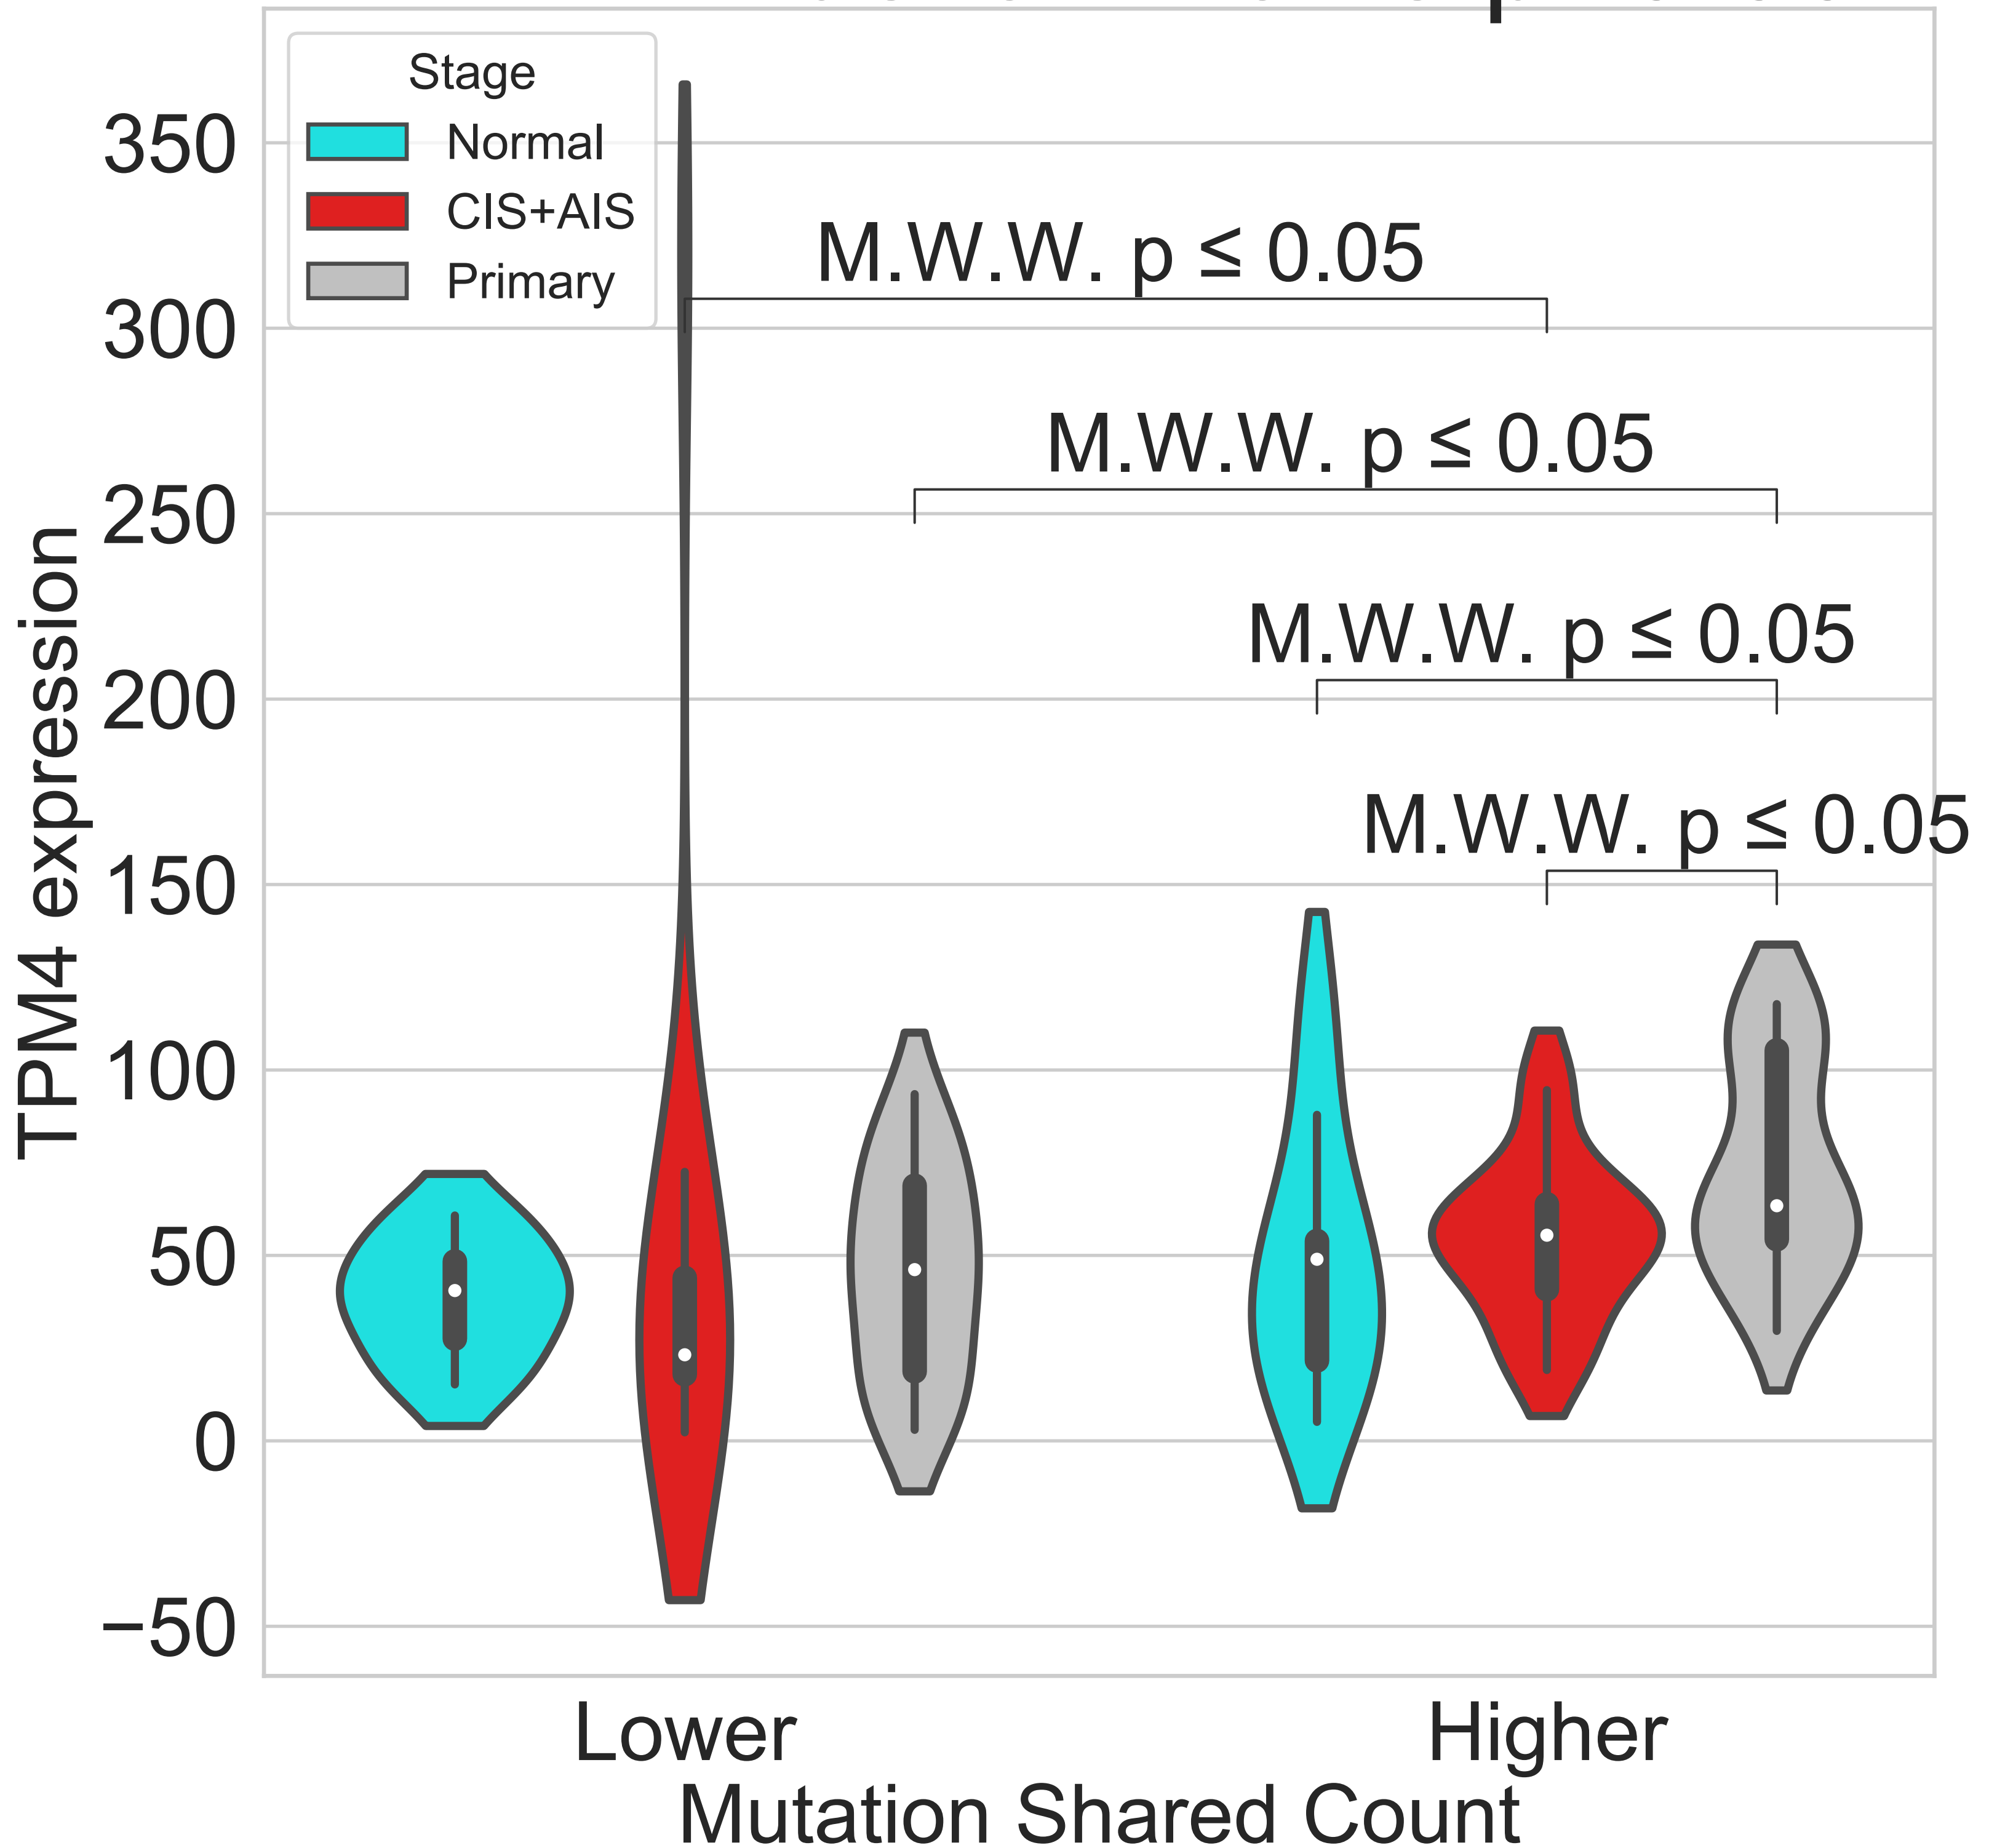 Stage
Normal
CIS+AIS
Primary
350
300
250
200
150
100
50
0
−50
TPM4 expression
M.W.W. p ≤ 0.05
M.W.W. p ≤ 0.05
M.W.W. p ≤ 0.05
M.W.W. p ≤ 0.05
Lower
Higher
Mutation Shared Count